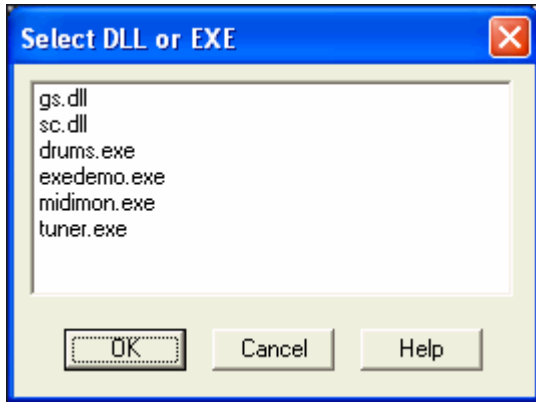 Select DLL or EXE
gs.dll
sc.dll
drums.exe
exedemo.exe
midimon.exe
tuner.exe
OK Cancel Help